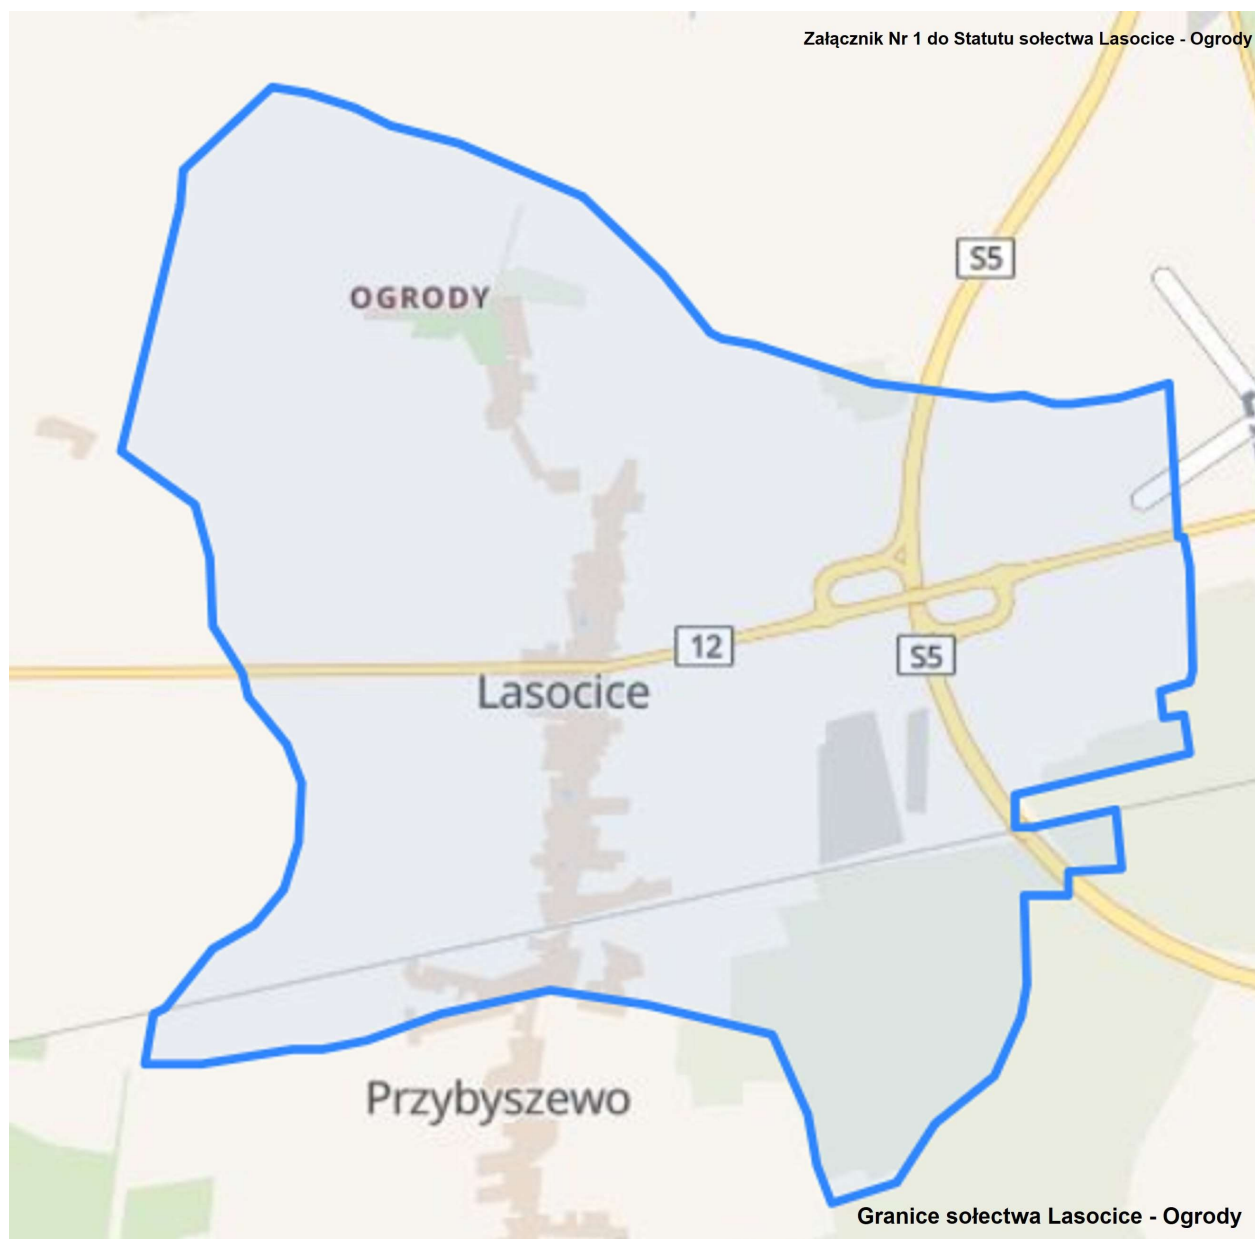 Załącznik Nr 1 do Statutu sołectwa Lasocice - Ogrody
S5
OGRODY
12
S5
Lasocice
Przybyszewo
Granice sołectwa Lasocice - Ogrody